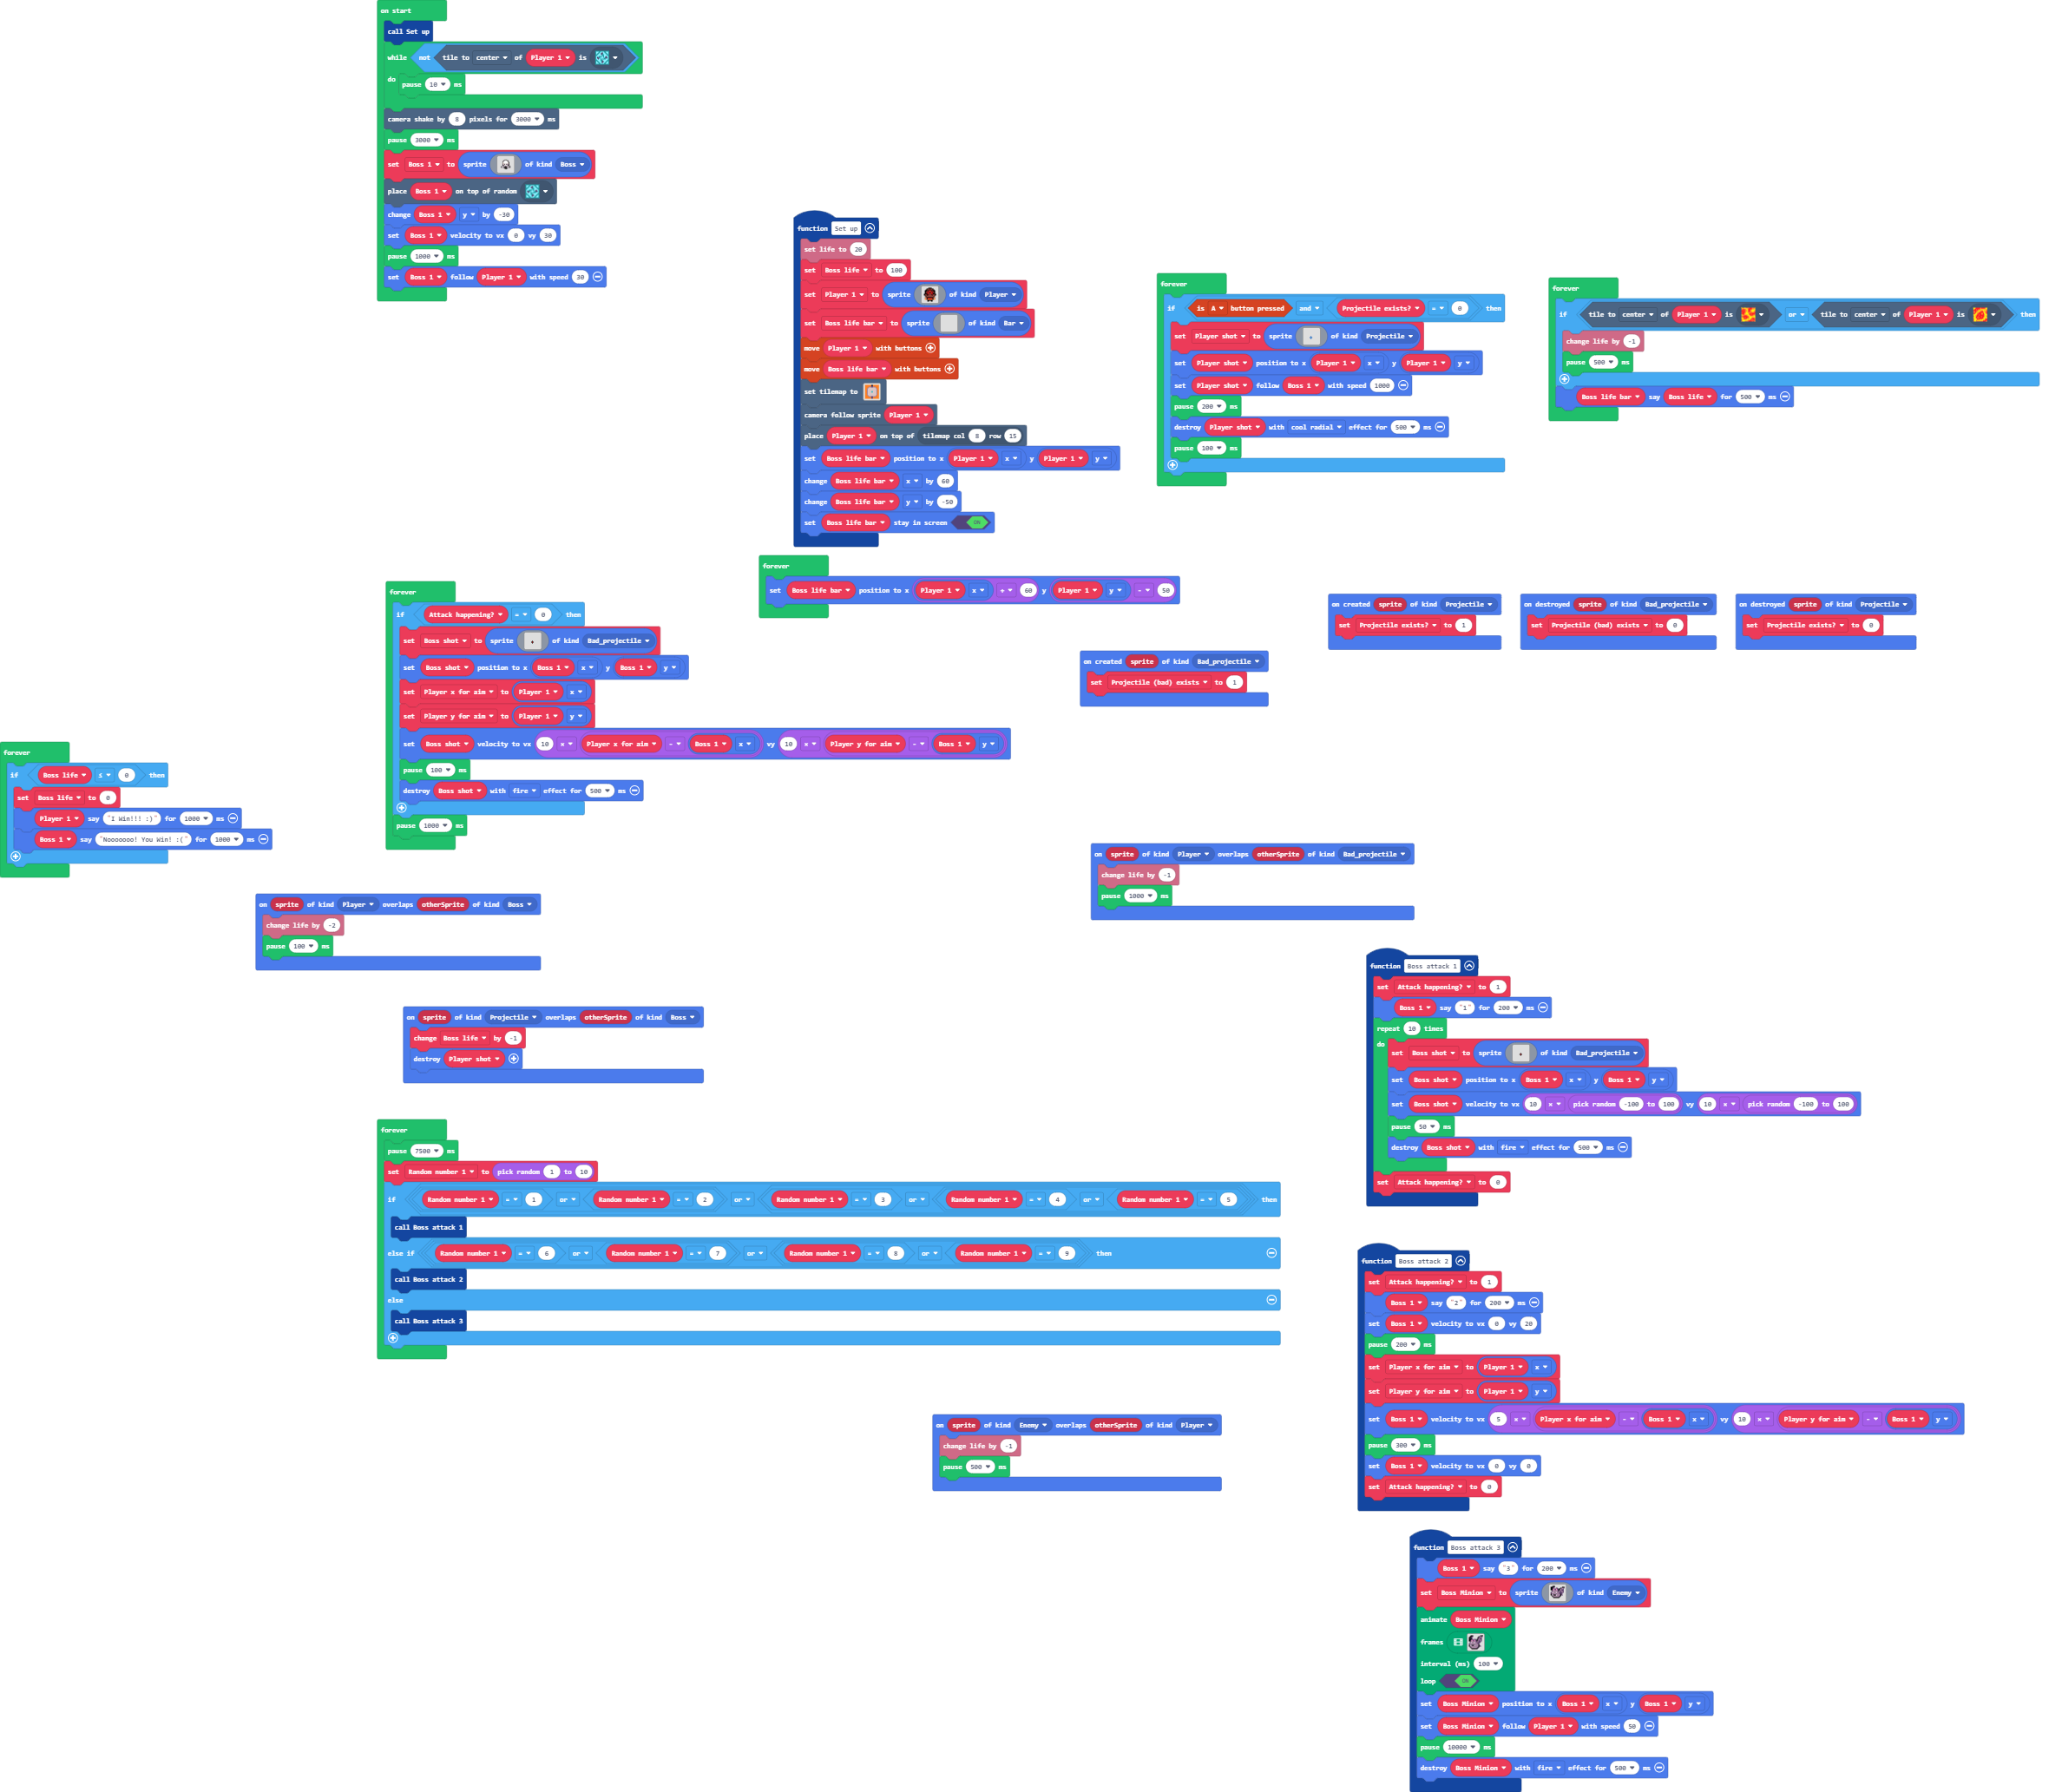 on start
call Set up
while not tile to center of Player 1 is
do
pause 10 ms
camera shake by 8 pixels for 3000 ms
pause 3000 ms
set Boss 1 to sprite of kind Boss
place Boss 1 on top of random
change Boss 1 y by -30
set Boss 1 velocity to vx 0 vy 30
pause 1000 ms
set Boss 1 follow Player 1 with speed 30
function Set up
set life to 20
set Boss life to 100
set Player 1 to sprite of kind Player
set Boss life bar to sprite of kind Bar
move Player 1 with buttons
move Boss life bar with buttons
set tilemap to
camera follow sprite Player 1
place Player 1 on top of tilemap col 8 row 15
set Boss life bar position to x Player 1 x y Player 1 y
change Boss life bar x by 60
change Boss life bar y by -50
set Boss life bar stay in screen ON
forever
if is A button pressed and Projectile exists? = 0 then
set Player shot to sprite of kind Projectile
set Player shot position to x Player 1 x y Player 1 y
set Player shot follow Boss 1 with speed 1000
pause 200 ms
destroy Player shot with cool radial effect for 500 ms
pause 100 ms
forever
if tile to center of Player 1 is or tile to center of Player 1 is then
change life by -1
pause 500 ms
Boss life bar say Boss life for 500 ms
forever
set Boss life bar position to x Player 1 x + 60 y Player 1 y - 50
forever
if Attack happening? = 0 then
set Boss shot to sprite of kind Bad_projectile
set Boss shot position to x Boss 1 x y Boss 1 y
set Player x for aim to Player 1 x
set Player y for aim to Player 1 y
set Boss shot velocity to vx 10 × Player x for aim - Boss 1 x vy 10 × Player y for aim - Boss 1 y
pause 100 ms
destroy Boss shot with fire effect for 500 ms
pause 1000 ms
on created sprite of kind Projectile
set Projectile exists? to 1
on destroyed sprite of kind Bad_projectile
set Projectile (bad) exists to 0
on destroyed sprite of kind Projectile
set Projectile exists? to 0
on created sprite of kind Bad_projectile
set Projectile (bad) exists to 1
forever
if Boss life ≤ 0 then
set Boss life to 0
Player 1 say "I Win!!! :)" for 1000 ms
Boss 1 say "Nooooooo! You Win! :(" for 1000 ms
on sprite of kind Player overlaps otherSprite of kind Bad_projectile
change life by -1
pause 1000 ms
on sprite of kind Player overlaps otherSprite of kind Boss
change life by -2
pause 100 ms
on sprite of kind Projectile overlaps otherSprite of kind Boss
change Boss life by -1
destroy Player shot
function Boss attack 1
set Attack happening? to 1
Boss 1 say "1" for 200 ms
repeat 10 times
do
set Boss shot to sprite of kind Bad_projectile
set Boss shot position to x Boss 1 x y Boss 1 y
set Boss shot velocity to vx 10 × pick random -100 to 100 vy 10 × pick random -100 to 100
pause 50 ms
destroy Boss shot with fire effect for 500 ms
set Attack happening? to 0
forever
pause 7500 ms
set Random number 1 to pick random 1 to 10
if Random number 1 = 1 or Random number 1 = 2 or Random number 1 = 3 or Random number 1 = 4 or Random number 1 = 5 then
call Boss attack 1
else if Random number 1 = 6 or Random number 1 = 7 or Random number 1 = 8 or Random number 1 = 9 then
call Boss attack 2
else
call Boss attack 3
function Boss attack 2
set Attack happening? to 1
Boss 1 say "2" for 200 ms
set Boss 1 velocity to vx 0 vy 20
pause 200 ms
set Player x for aim to Player 1 x
set Player y for aim to Player 1 y
set Boss 1 velocity to vx 5 × Player x for aim - Boss 1 x vy 10 × Player y for aim - Boss 1 y
pause 300 ms
set Boss 1 velocity to vx 0 vy 0
set Attack happening? to 0
on sprite of kind Enemy overlaps otherSprite of kind Player
change life by -1
pause 500 ms
function Boss attack 3
Boss 1 say "3" for 200 ms
set Boss Minion to sprite of kind Enemy
animate Boss Minion
frames
interval (ms) 100
loop ON
set Boss Minion position to x Boss 1 x y Boss 1 y
set Boss Minion follow Player 1 with speed 50
pause 10000 ms
destroy Boss Minion with fire effect for 500 ms